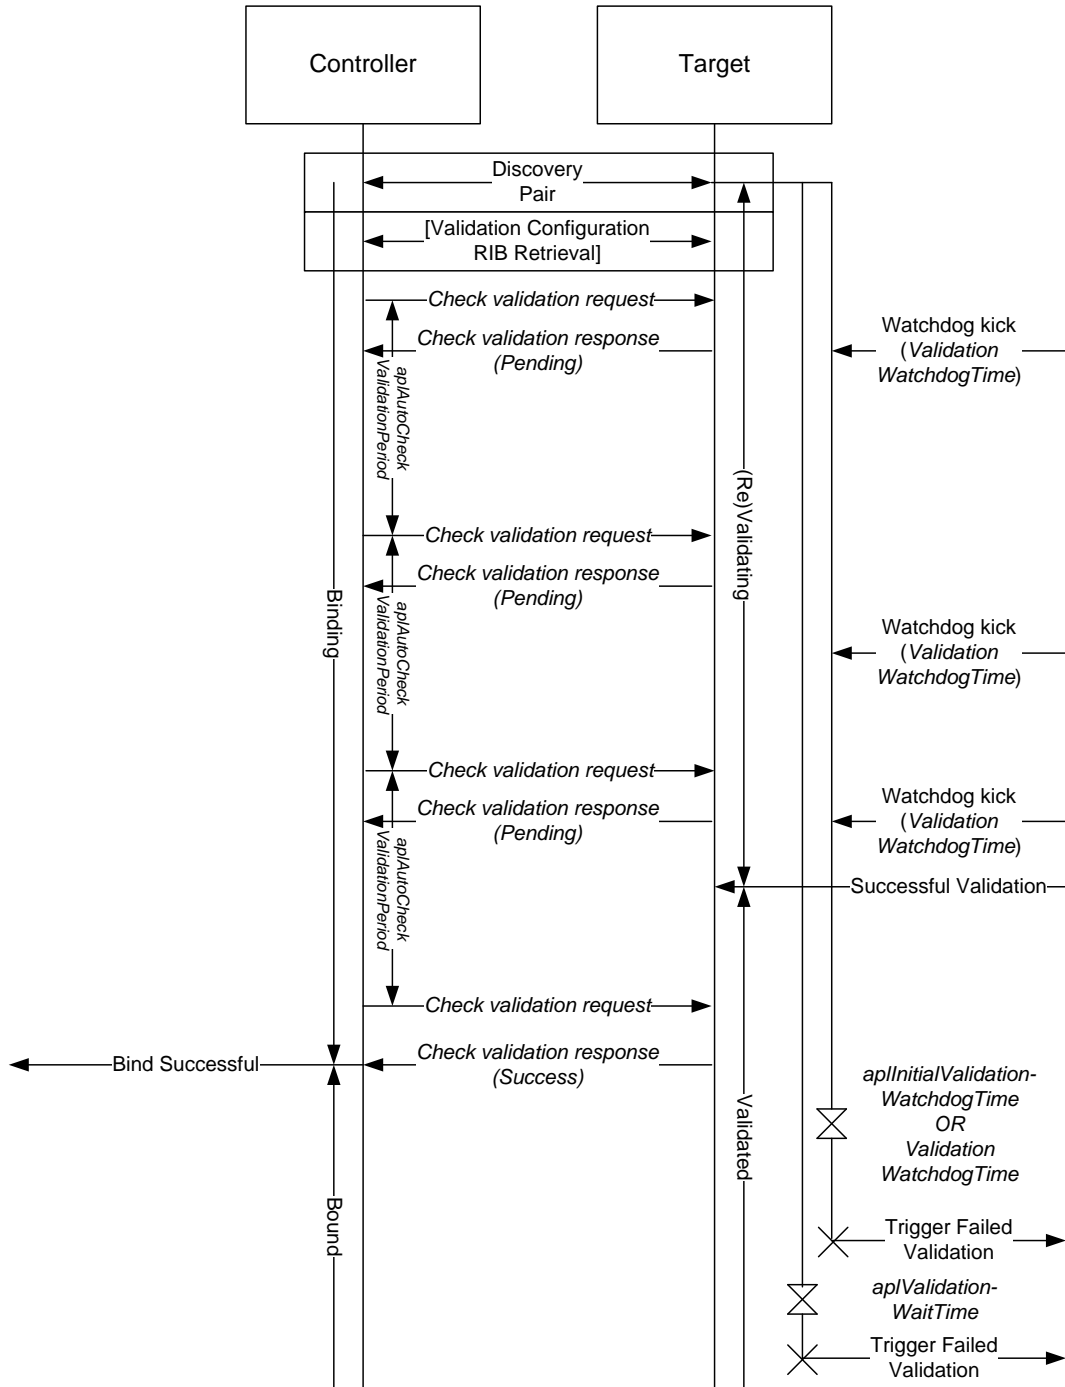 Controller
Target
Discovery
Pair
[Validation Configuration
RIB Retrieval]
Check validation request
Check validation response
(Pending)
Watchdog kick
(Validation
WatchdogTime)
aplAutoCheck
ValidationPeriod
(Re)Validating
Check validation request
Check validation response
(Pending)
Binding
aplAutoCheck
ValidationPeriod
Watchdog kick
(Validation
WatchdogTime)
Check validation request
Check validation response
(Pending)
Watchdog kick
(Validation
WatchdogTime)
aplAutoCheck
ValidationPeriod
Successful Validation
Check validation request
Bind Successful
Check validation response
(Success)
Validated
aplInitialValidation-
WatchdogTime
OR
Validation
WatchdogTime
Bound
Trigger Failed
Validation
aplValidation-
WaitTime
Trigger Failed
Validation